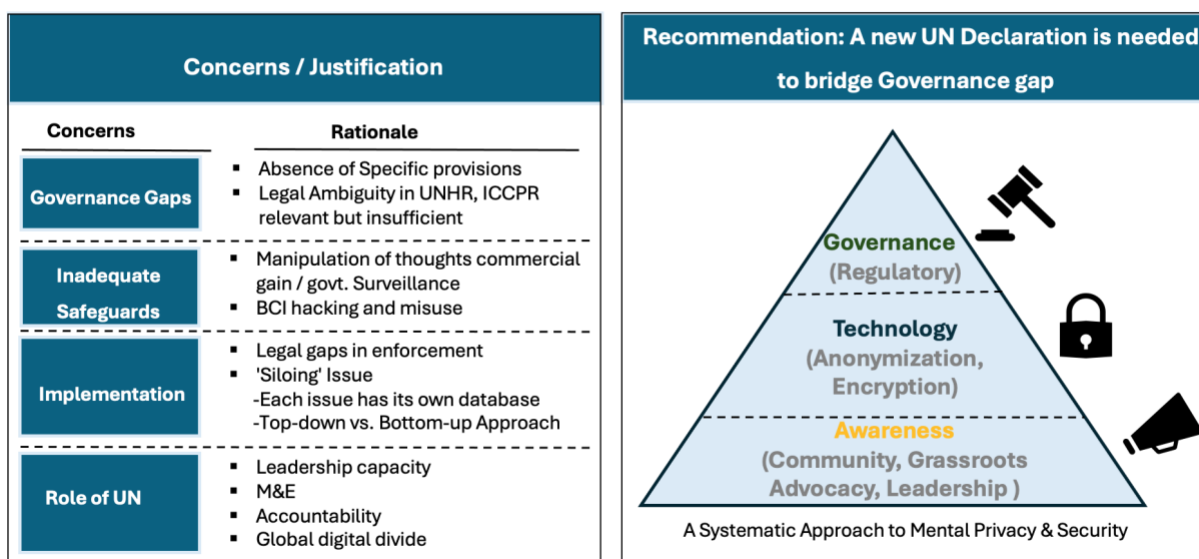 Concerns / Justification
Concerns
Rationale
Governance Gaps
▪ Absence of Specific provisions
▪ Legal Ambiguity in UNHR, ICCPR
relevant but insufficient
Inadequate
Safeguards
▪ Manipulation of thoughts commercial
gain / govt. Surveillance
▪ BCI hacking and misuse
Implementation
▪ Legal gaps in enforcement
▪ 'Siloing' Issue
-Each issue has its own database
-Top-down vs. Bottom-up Approach
Role of UN
▪ Leadership capacity
▪ M&E
▪ Accountability
▪ Global digital divide
Recommendation: A new UN Declaration is needed
to bridge Governance gap
Governance
(Regulatory)
Technology
(Anonymization,
Encryption)
Awareness
(Community, Grassroots
Advocacy, Leadership )
A Systematic Approach to Mental Privacy & Security